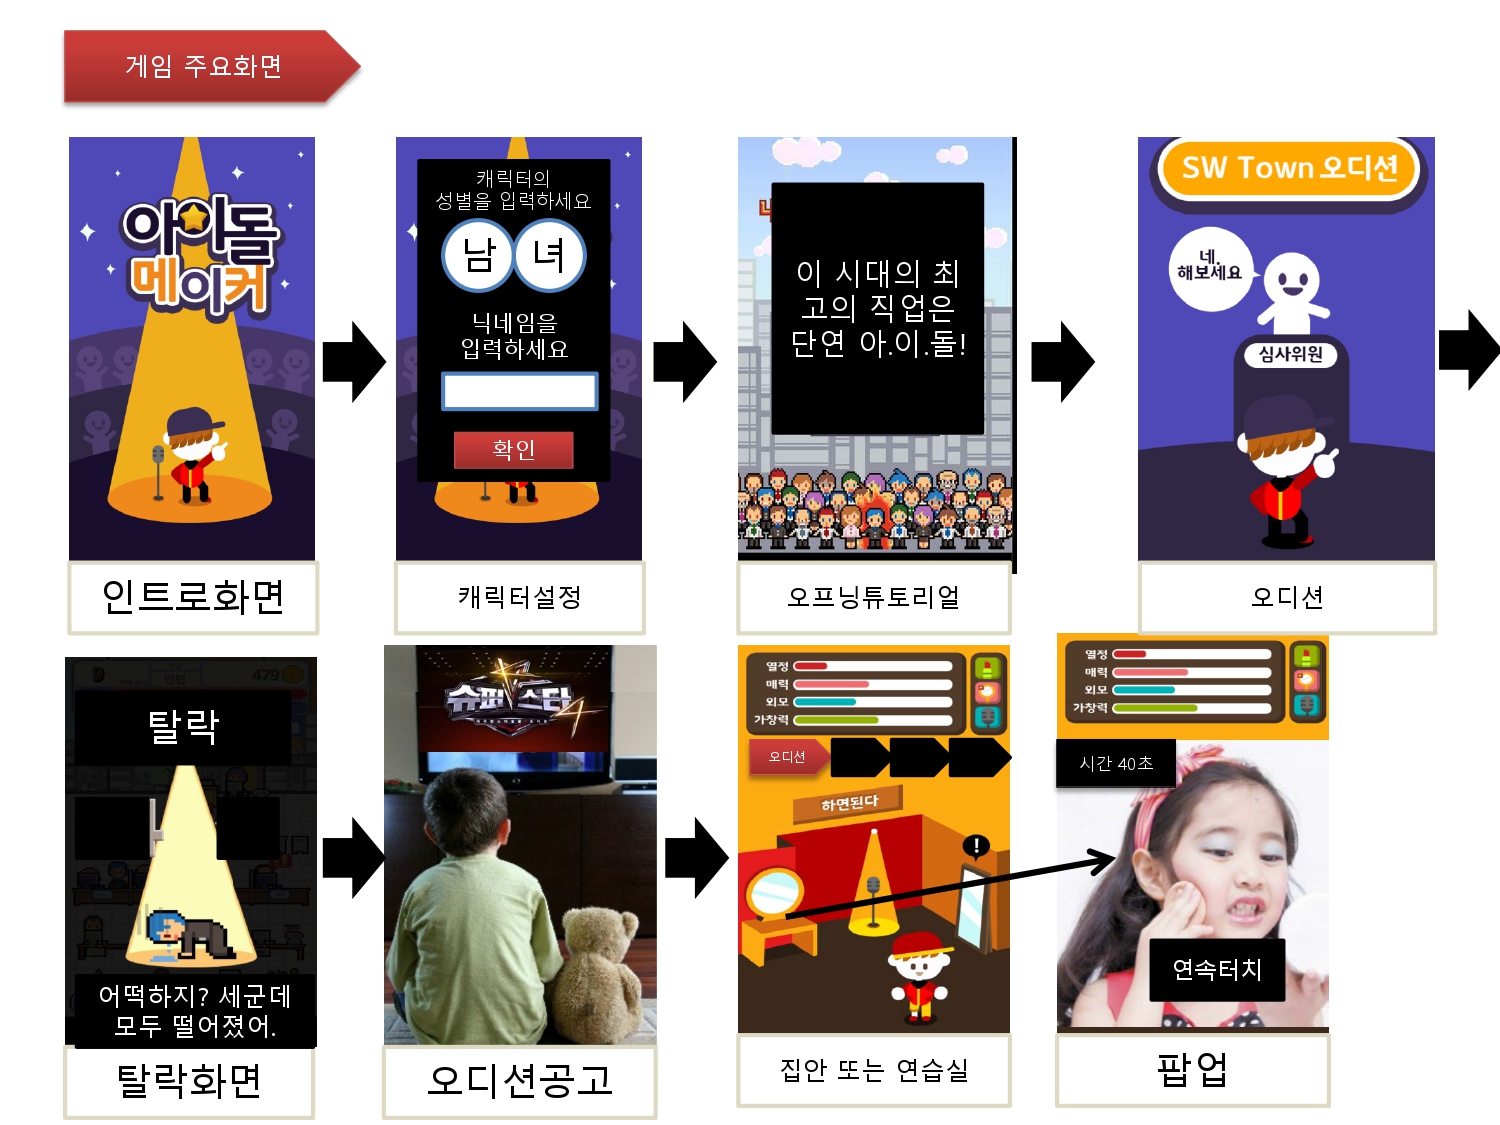 게임 주요화면
아이돌
메이커
캐릭터의
성별을 입력하세요
남
녀
닉네임을
입력하세요
확인
이 시대의 최
고의 직업은
단연 아.이.돌!
SW Town 오디션
네,
해보세요
심사위원
인트로화면
캐릭터설정
오프닝튜토리얼
오디션
9
인턴
479
탈락
어떡하지? 세군데
모두 떨어졌어.
슈퍼스타
열정
매력
외모
가창력
오디션
하면된다
!
열정
매력
외모
가창력
시간 40초
연속터치
탈락화면
오디션공고
집안 또는 연습실
팝업